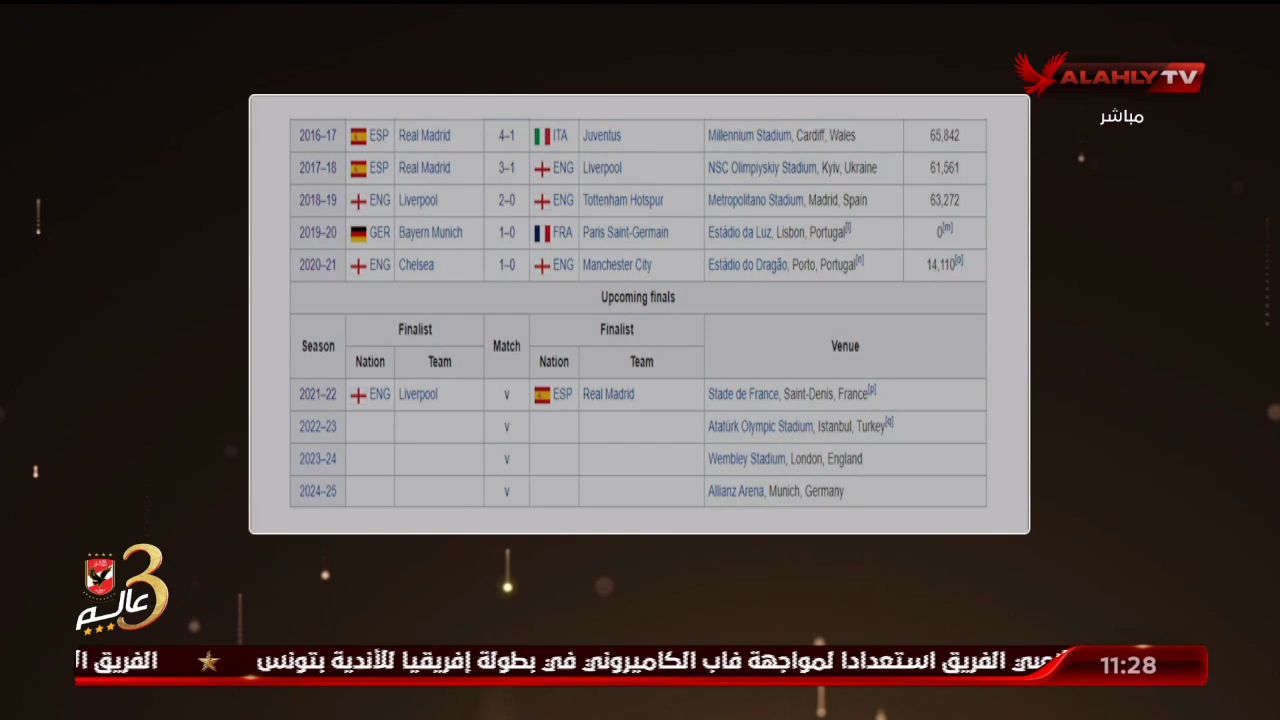 ALAHLY TV
مباشر
2016–17 ESP Real Madrid 4–1 ITA Juventus Millennium Stadium, Cardiff, Wales 65,842
2017–18 ESP Real Madrid 3–1 ENG Liverpool NSC Olimpiyskiy Stadium, Kyiv, Ukraine 61,561
2018–19 ENG Liverpool 2–0 ENG Tottenham Hotspur Metropolitano Stadium, Madrid, Spain 63,272
2019–20 GER Bayern Munich 1–0 FRA Paris Saint-Germain Estádio da Luz, Lisbon, Portugal[l] 0[m]
2020–21 ENG Chelsea 1–0 ENG Manchester City Estádio do Dragão, Porto, Portugal[n] 14,110[o]
Upcoming finals
Season Finalist Match Finalist Venue
Nation Team Nation Team
2021–22 ENG Liverpool v ESP Real Madrid Stade de France, Saint-Denis, France[p]
2022–23 v Atatürk Olympic Stadium, Istanbul, Turkey[q]
2023–24 v Wembley Stadium, London, England
2024–25 v Allianz Arena, Munich, Germany
3
عالم
الفريق استعدادا لمواجهة فاب الكاميروني في بطولة إفريقيا للأندية بتونس
الفريق
11:28